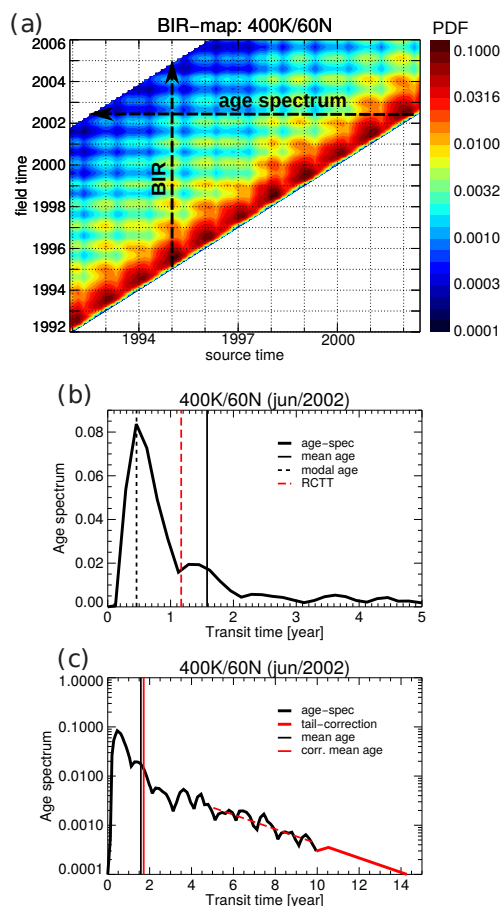 (a)
BIR-map: 400K/60N
PDF
2006
2004
2002
2000
1998
1996
1994
1992
field time
age spectrum
BIR
1994 1997 2000
source time
0.1000
0.0316
0.0100
0.0032
0.0010
0.0003
0.0001
(b)
400K/60N (jun/2002)
0.08
0.06
0.04
0.02
0.00
Age spectrum
age-spec
mean age
modal age
RCTT
0 1 2 3 4 5
Transit time [year]
(c)
400K/60N (jun/2002)
1.0000
0.1000
0.0100
0.0010
0.0001
Age spectrum
age-spec
tail-correction
mean age
corr. mean age
0 2 4 6 8 10 12 14
Transit time [year]